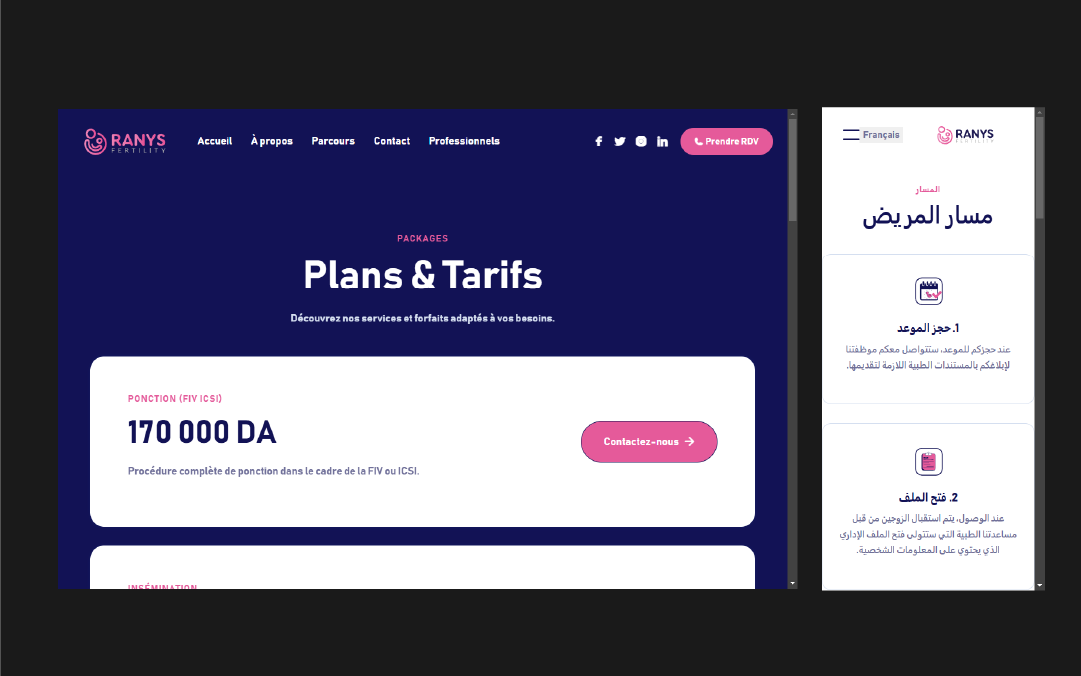 RANYS
FERTILITY
Accueil
À propos
Parcours
Contact
Professionnels
Prendre RDV
PACKAGES
Plans & Tarifs
Découvrez nos services et forfaits adaptés à vos besoins.
PONCTION (FIV ICSI)
170 000 DA
Procédure complète de ponction dans le cadre de la FIV ou ICSI.
Contactez-nous
INSÉMINATION
Français
RANYS
FERTILITY
المسار
مسار المريض
1. حجز الموعد
عند حجزكم للموعد، ستتواصل معكم موظفتنا
لإبلاغكم بالمستندات الطبية اللازمة لتقديمها.
2. فتح الملف
عند الوصول، يتم استقبال الزوجين من قبل
مساعدتنا الطبية التي ستتولى فتح الملف الإداري
الذي يحتوي على المعلومات الشخصية.